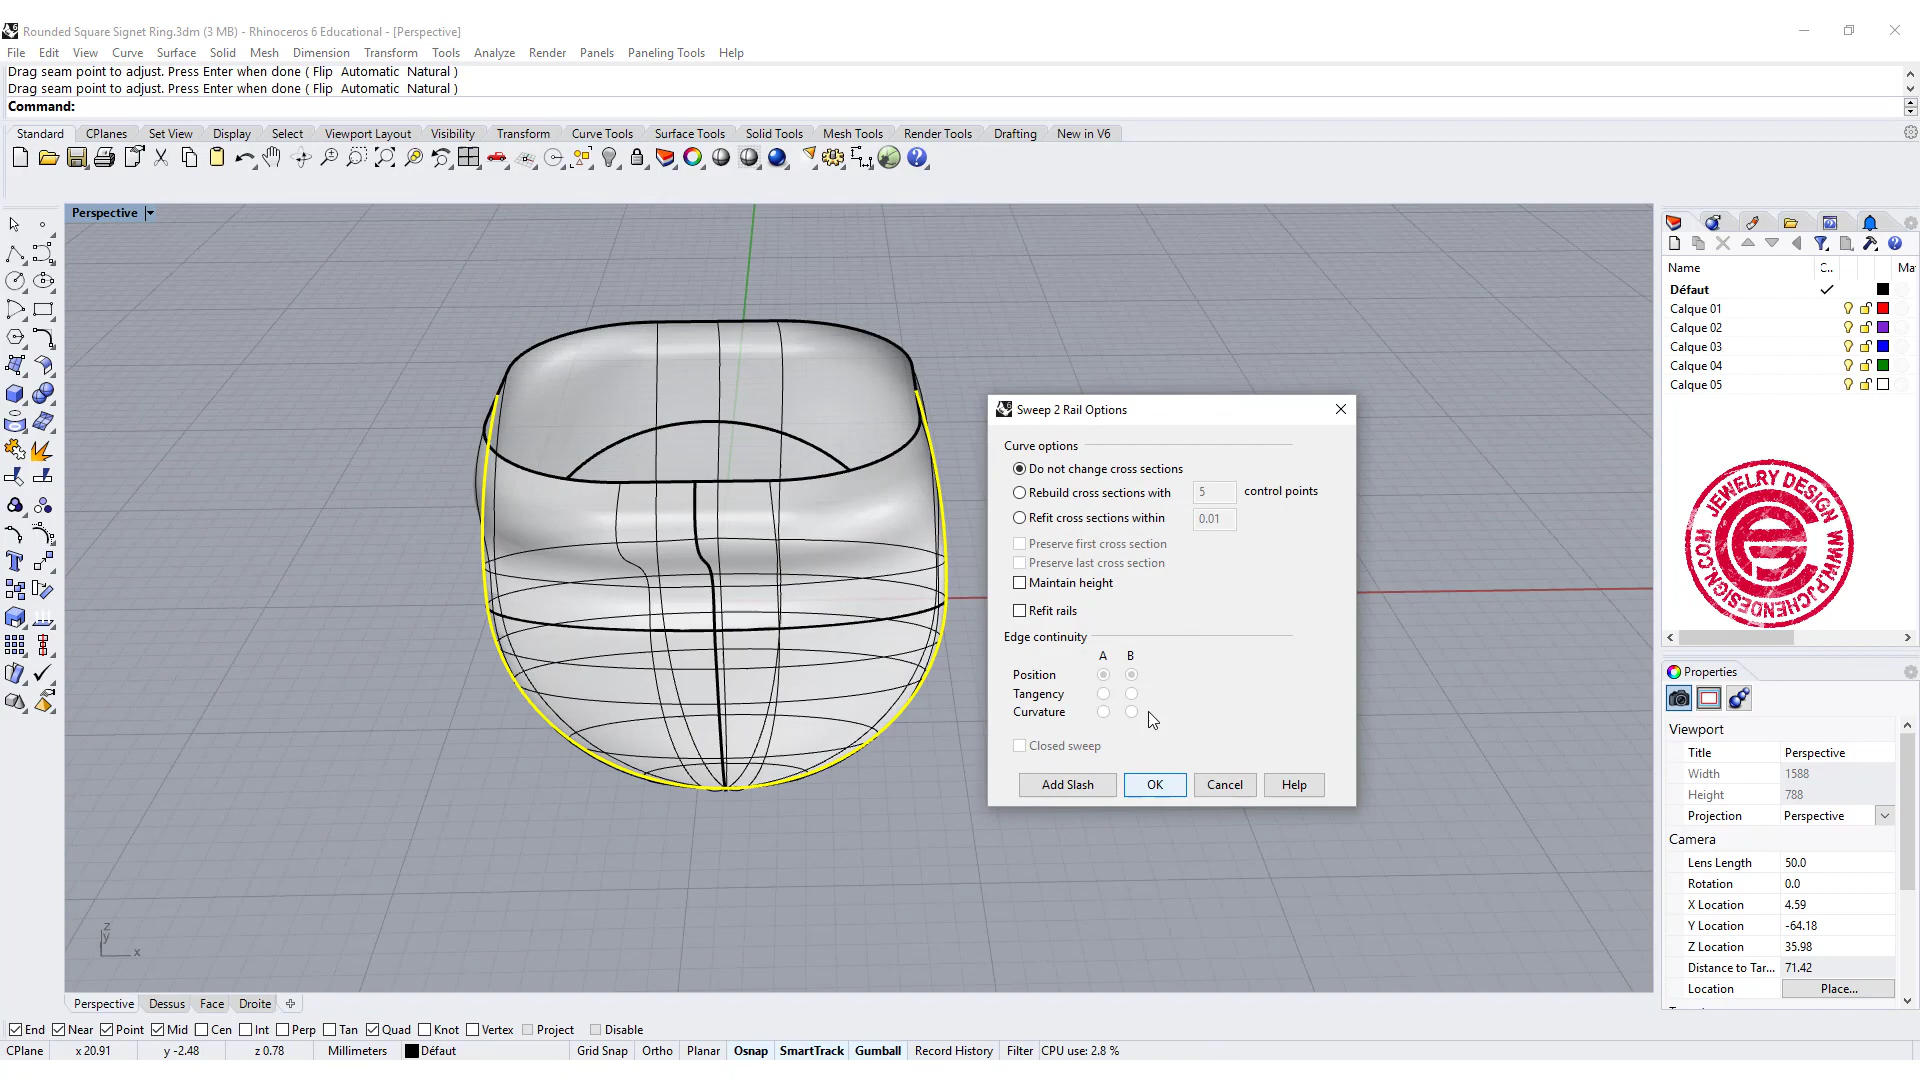 Rounded Square Signet Ring.3dm (3 MB) - Rhinoceros 6 Educational - [Perspective]
File Edit View Curve Surface Solid Mesh Dimension Transform Tools Analyze Render Panels Paneling Tools Help
Drag seam point to adjust. Press Enter when done ( Flip Automatic Natural )
Drag seam point to adjust. Press Enter when done ( Flip Automatic Natural )
Command:
Standard CPlanes Set View Display Select Viewport Layout Visibility Transform Curve Tools Surface Tools Solid Tools Mesh Tools Render Tools Drafting New in V6
Perspective
Name C.. Ma
Défaut
Calque 01
Calque 02
Calque 03
Calque 04
Calque 05
Sweep 2 Rail Options
Curve options
Do not change cross sections
Rebuild cross sections with 5 control points
Refit cross sections within 0.01
Preserve first cross section
Preserve last cross section
Maintain height
Refit rails
Edge continuity
A B
Position
Tangency
Curvature
Closed sweep
Add Slash OK Cancel Help
JEWELRY DESIGN
WWW.PJCHENDESIGN.COM
Properties
Viewport
Title Perspective
Width 1588
Height 788
Projection Perspective
Camera
Lens Length 50.0
Rotation 0.0
X Location 4.59
Y Location -64.18
Z Location 35.98
Distance to Tar... 71.42
Location Place...
z
y
x
Perspective Dessus Face Droite
End Near Point Mid Cen Int Perp Tan Quad Knot Vertex Project Disable
CPlane x 20.91 y -2.48 z 0.78 Millimeters Défaut Grid Snap Ortho Planar Osnap SmartTrack Gumball Record History Filter CPU use: 2.8 %